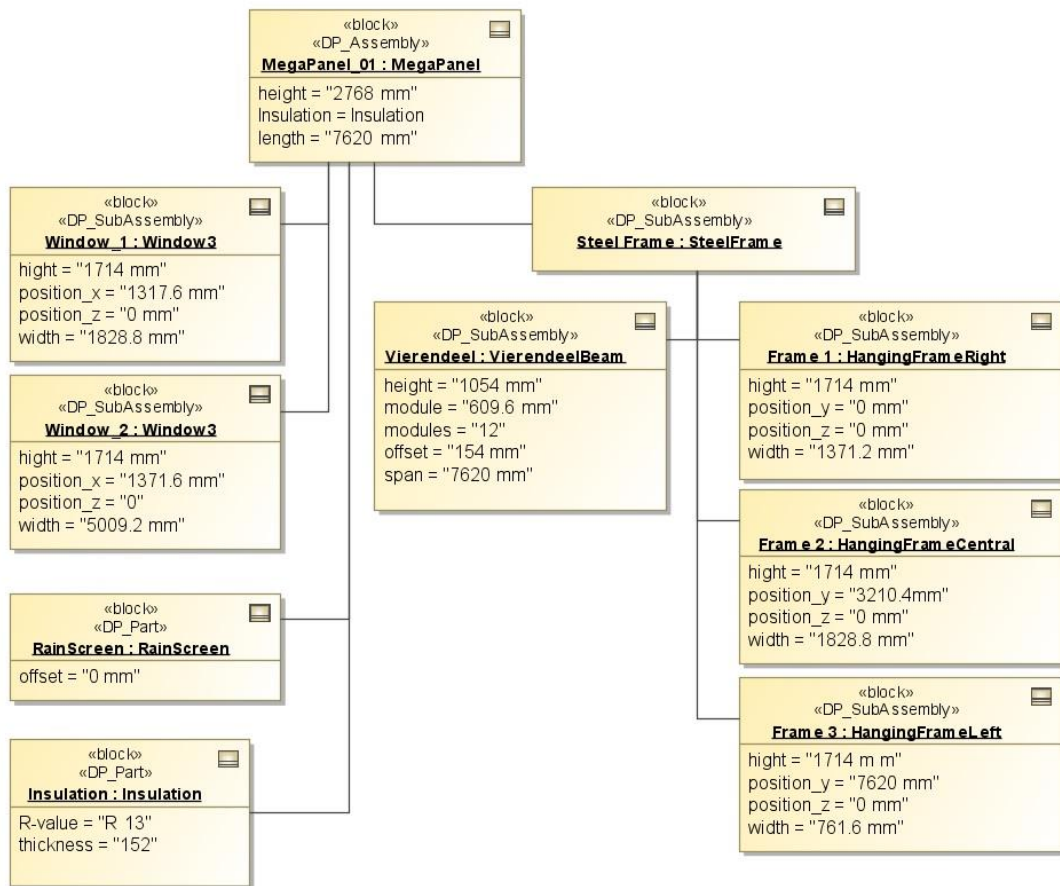 «block»
«DP_Assembly»
MegaPanel_01 : MegaPanel
height = "2768 mm"
Insulation = Insulation
length = "7620 mm"
«block»
«DP_SubAssembly»
Window_1 : Window3
hight = "1714 mm"
position_x = "1317.6 mm"
position_z = "0 mm"
width = "1828.8 mm"
«block»
«DP_SubAssembly»
Window_2 : Window3
hight = "1714 mm"
position_x = "1371.6 mm"
position_z = "0"
width = "5009.2 mm"
«block»
«DP_Part»
RainScreen : RainScreen
offset = "0 mm"
«block»
«DP_Part»
Insulation : Insulation
R-value = "R 13"
thickness = "152"
«block»
«DP_SubAssembly»
Steel Frame : SteelFrame
«block»
«DP_SubAssembly»
Vierendeel : VierendeelBeam
height = "1054 mm"
module = "609.6 mm"
modules = "12"
offset = "154 mm"
span = "7620 mm"
«block»
«DP_SubAssembly»
Frame 1 : HangingFrameRight
hight = "1714 mm"
position_y = "0 mm"
position_z = "0 mm"
width = "1371.2 mm"
«block»
«DP_SubAssembly»
Frame 2 : HangingFrameCentral
hight = "1714 mm"
position_y = "3210.4mm"
position_z = "0 mm"
width = "1828.8 mm"
«block»
«DP_SubAssembly»
Frame 3 : HangingFrameLeft
hight = "1714 m m"
position_y = "7620 mm"
position_z = "0 mm"
width = "761.6 mm"